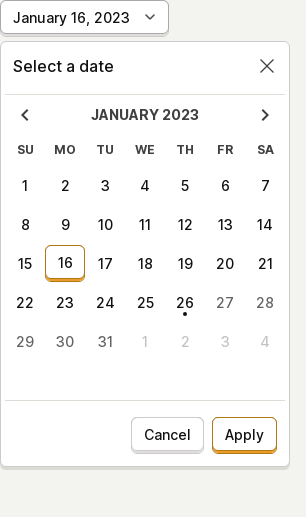 January 16, 2023
Select a date
JANUARY 2023
SU MO TU WE TH FR SA
1 2 3 4 5 6 7
8 9 10 11 12 13 14
15 16 17 18 19 20 21
22 23 24 25 26 27 28
29 30 31 1 2 3 4
Cancel Apply